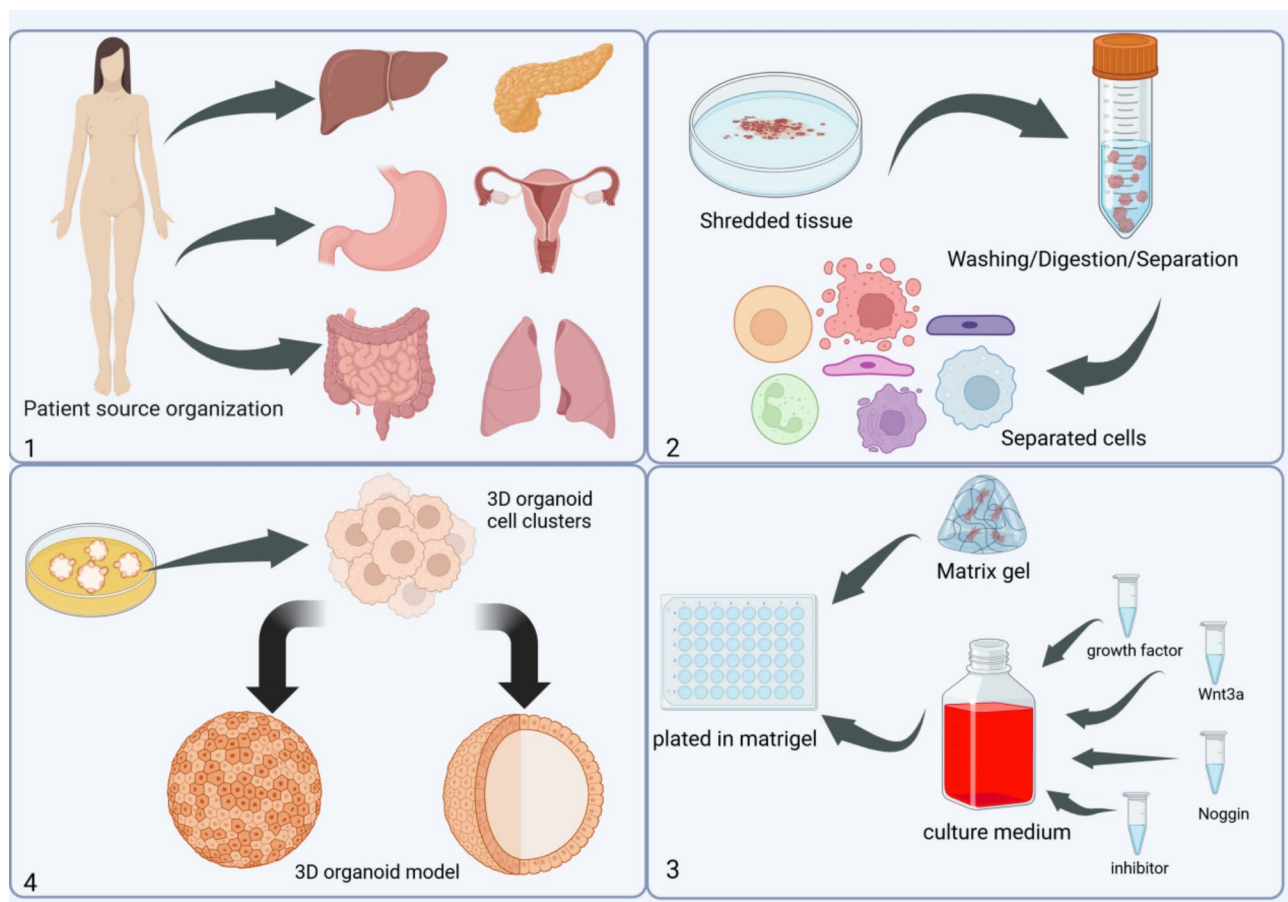 Patient source organization
1
Shredded tissue
Washing/Digestion/Separation
Separated cells
2
3D organoid
cell clusters
3D organoid model
4
Matrix gel
growth factor
Wnt3a
plated in matrigel
culture medium
Noggin
inhibitor
3